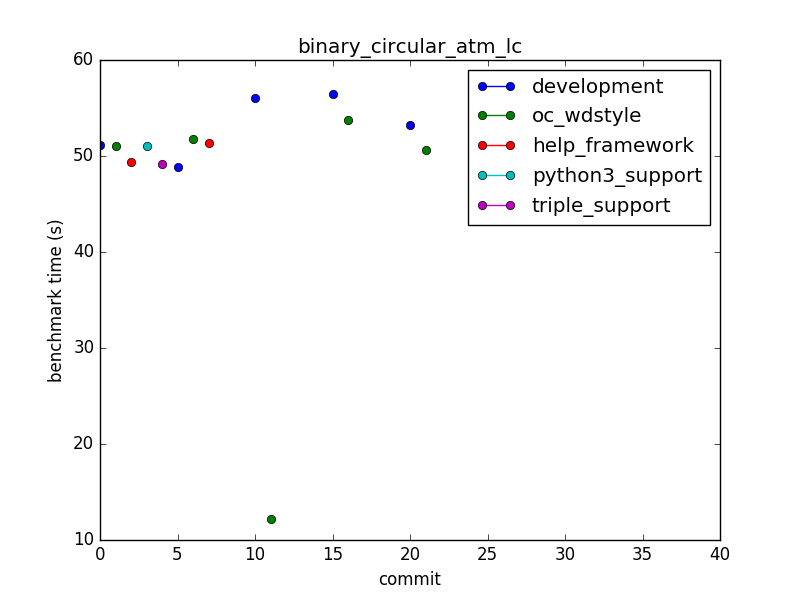 binary_circular_atm_lc
development
oc_wdstyle
help_framework
python3_support
triple_support
benchmark time (s)
60
50
40
30
20
10
0 5 10 15 20 25 30 35 40
commit